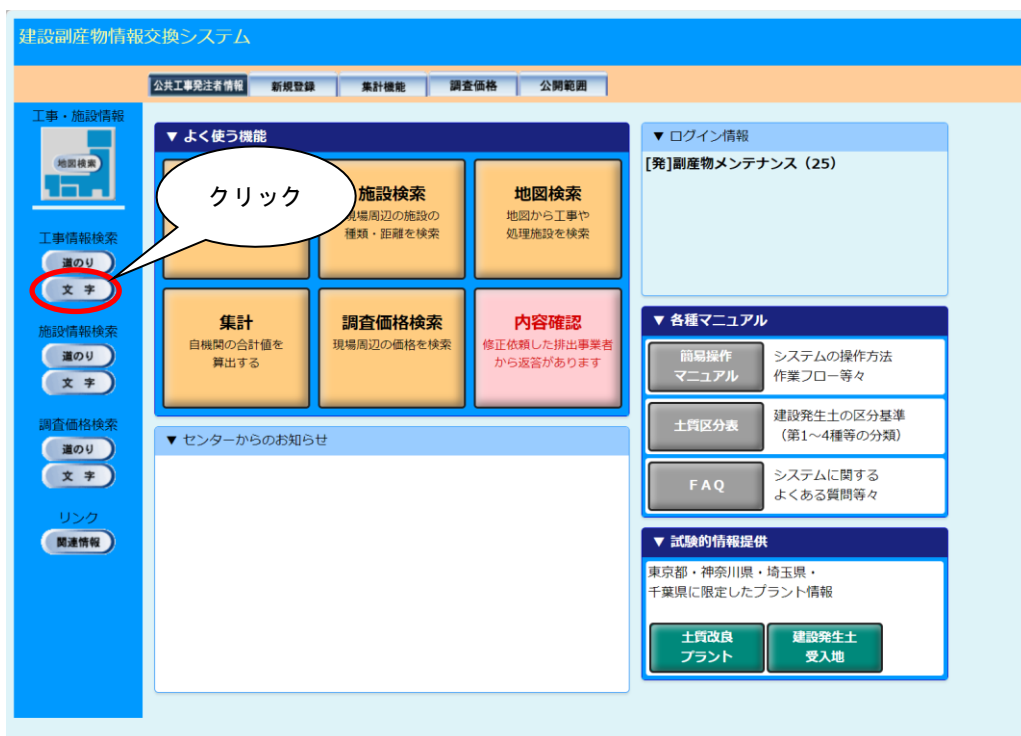 建設副産物情報交換システム
公共工事発注者情報
新規登録
集計機能
調査価格
公開範囲
工事・施設情報
地図検索
工事情報検索
道のり
文 字
施設情報検索
道のり
文 字
調査価格検索
道のり
文 字
リンク
関連情報
▼ よく使う機能
クリック
施設検索
現場周辺の施設の
種類・距離を検索
地図検索
地図から工事や
処理施設を検索
集計
自機関の合計値を
算出する
調査価格検索
現場周辺の価格を検索
内容確認
修正依頼した排出事業者
から返答があります
▼ センターからのお知らせ
▼ ログイン情報
[発]副産物メンテナンス（25）
▼ 各種マニュアル
簡易操作
マニュアル
システムの操作方法
作業フロー等々
土質区分表
建設発生土の区分基準
（第1～4種等の分類）
ＦＡＱ
システムに関する
よくある質問等々
▼ 試験的情報提供
東京都・神奈川県・埼玉県・
千葉県に限定したプラント情報
土質改良
プラント
建設発生土
受入地